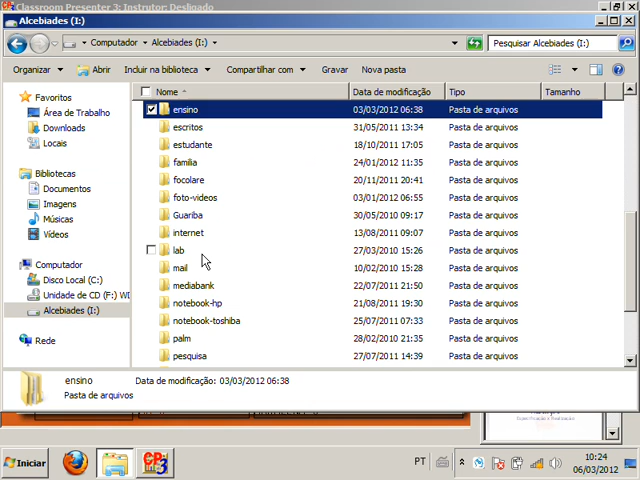 Classroom Presenter 3: Instrutor: Desligado
Alcebiades (I:)
Computador Alcebiades (I:)
Pesquisar Alcebiades (I:)
Organizar Abrir Incluir na biblioteca Compartilhar com Gravar Nova pasta
Favoritos
Área de Trabalho
Downloads
Locais
Bibliotecas
Documentos
Imagens
Músicas
Vídeos
Computador
Disco Local (C:)
Unidade de CD (F:) WI
Alcebiades (I:)
Rede
Nome Data de modificação Tipo Tamanho
ensino 03/03/2012 06:38 Pasta de arquivos
escritos 31/05/2011 13:34 Pasta de arquivos
estudante 18/10/2011 17:05 Pasta de arquivos
familia 24/01/2012 11:35 Pasta de arquivos
focolare 20/11/2011 20:41 Pasta de arquivos
foto-videos 03/01/2012 06:55 Pasta de arquivos
Guariba 30/05/2010 09:17 Pasta de arquivos
internet 13/08/2011 09:07 Pasta de arquivos
lab 27/03/2010 15:26 Pasta de arquivos
mail 10/02/2010 15:28 Pasta de arquivos
mediabank 22/07/2011 21:50 Pasta de arquivos
notebook-hp 21/08/2011 19:30 Pasta de arquivos
notebook-toshiba 25/07/2011 07:33 Pasta de arquivos
palm 28/02/2010 21:35 Pasta de arquivos
pesquisa 27/07/2011 14:39 Pasta de arquivos
ensino Data de modificação: 03/03/2012 06:38
Pasta de arquivos
Iniciar
PT
10:24
06/03/2012